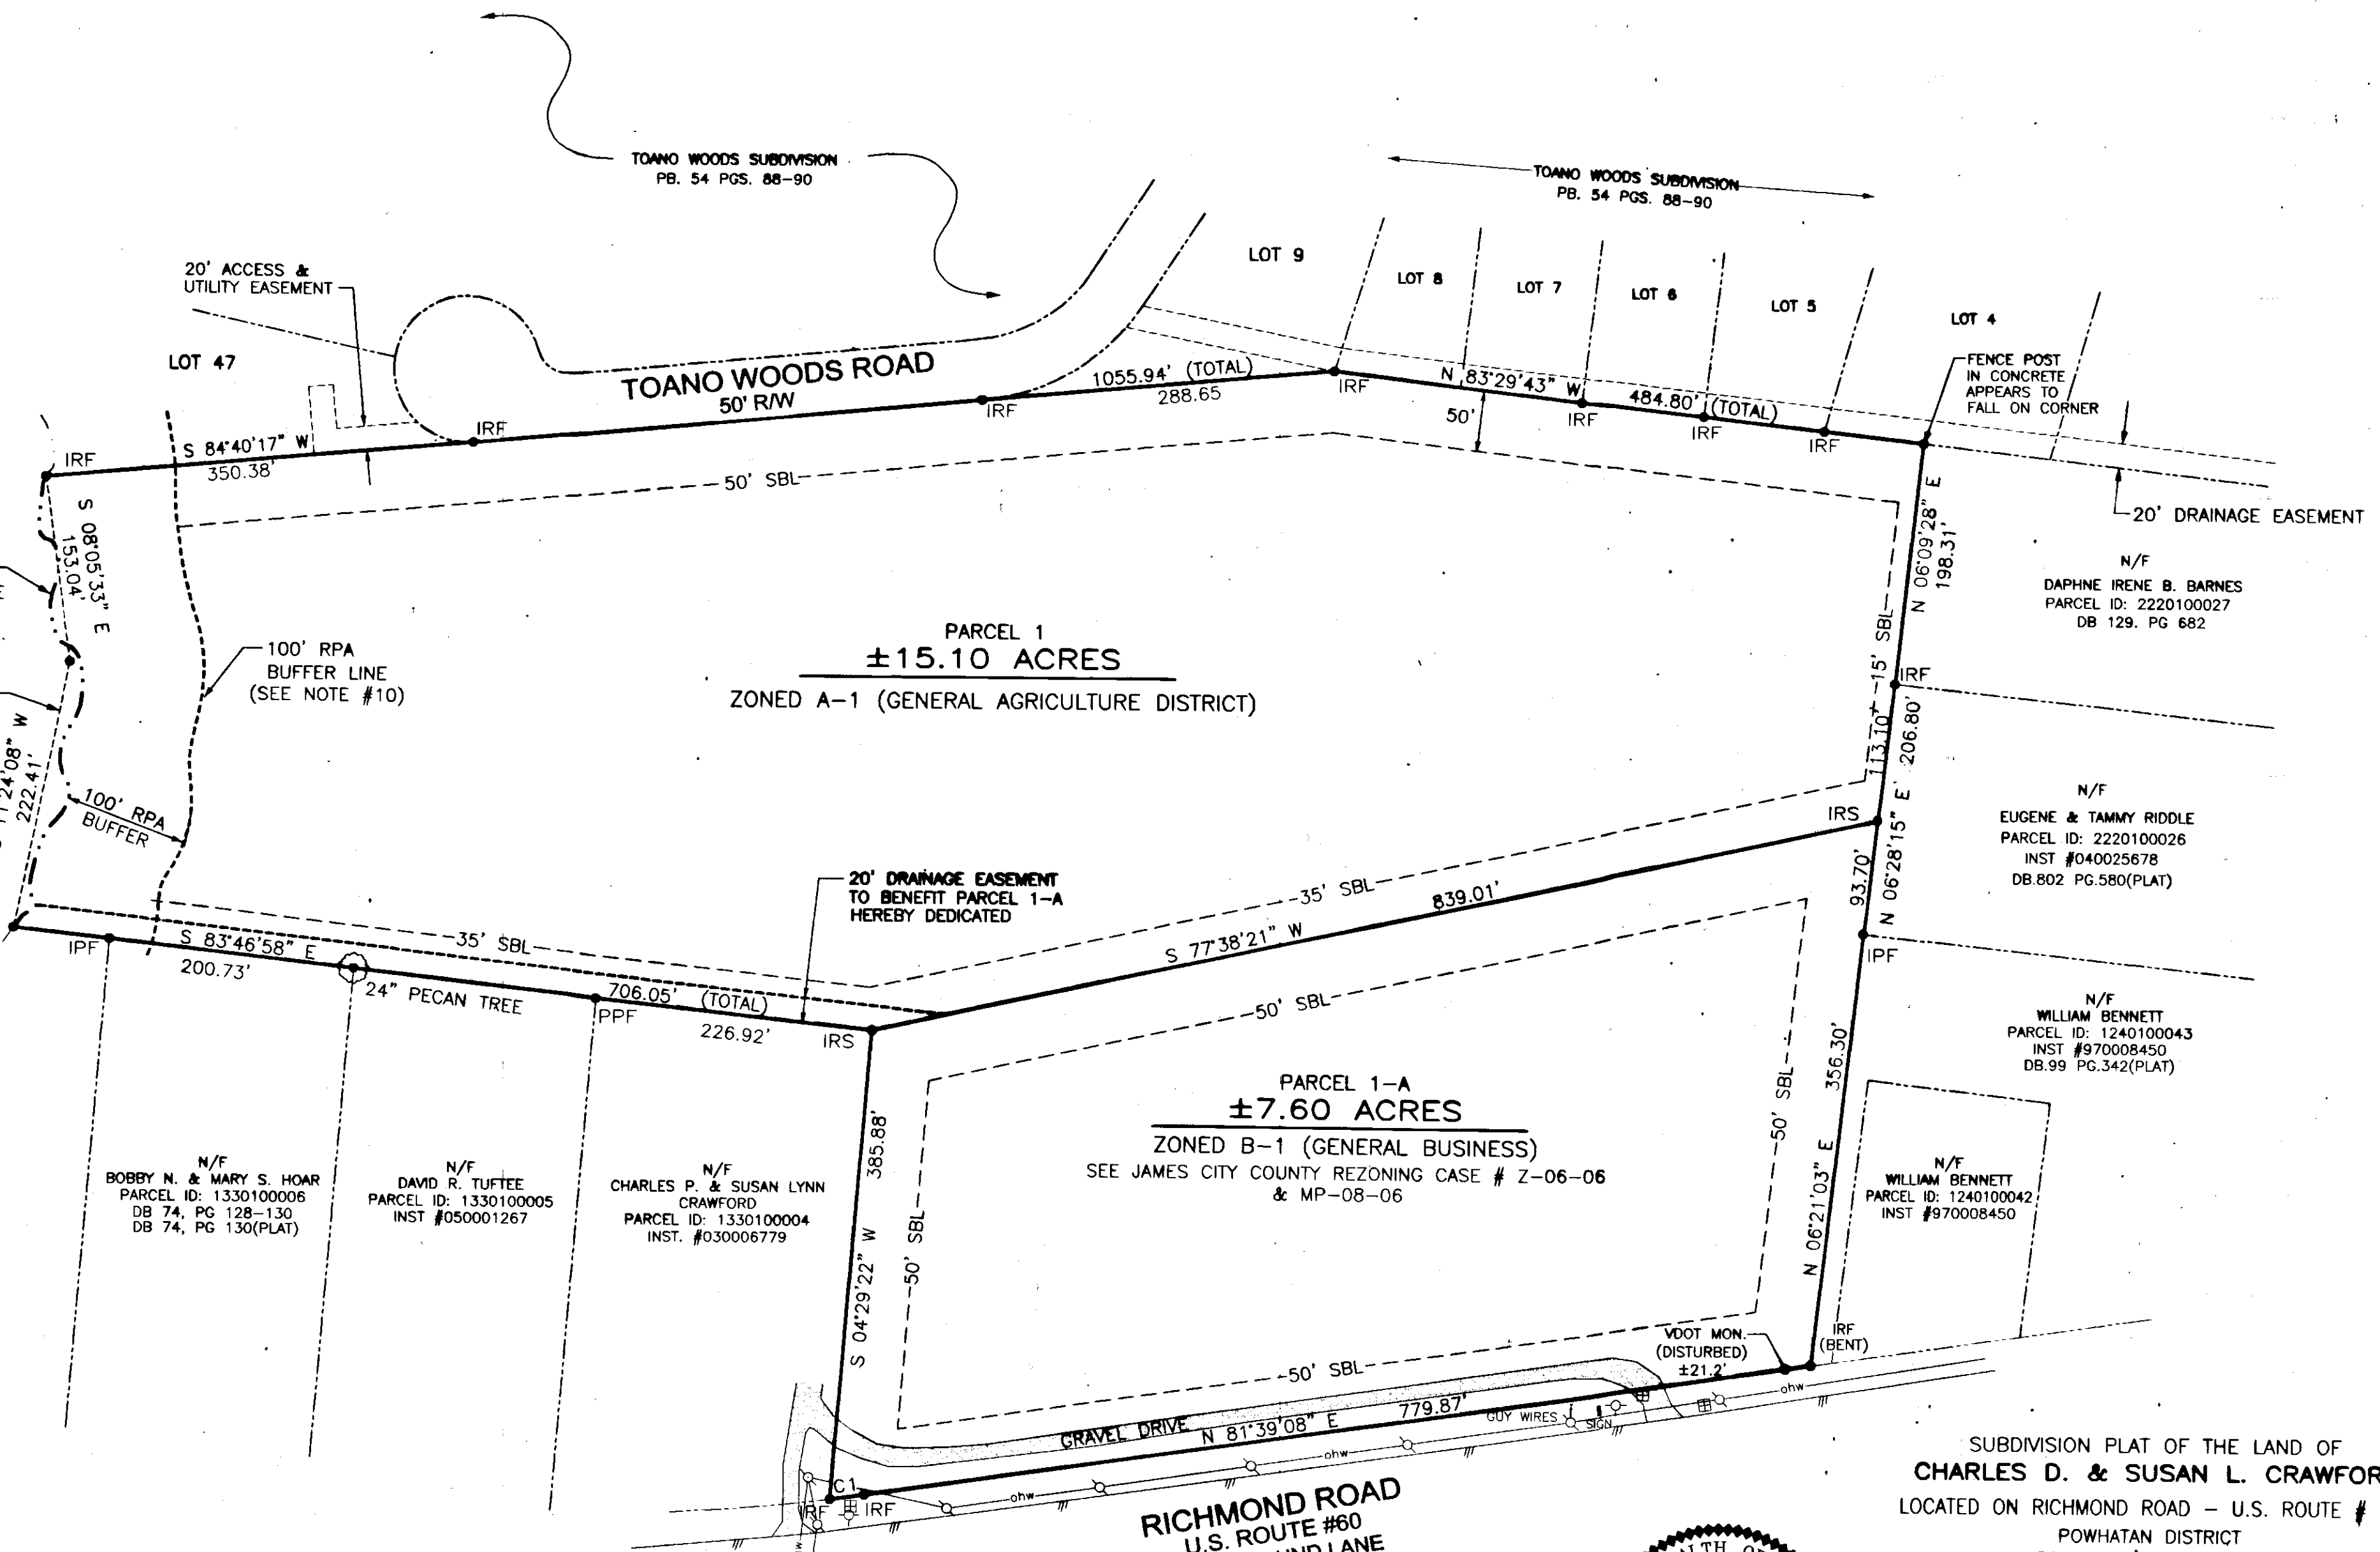 TOANO WOODS SUBDIVISION
PB. 54 PGS. 88-90
TOANO WOODS SUBDIVISION
PB. 54 PGS. 88-90
20' ACCESS &
UTILITY EASEMENT
LOT 47
LOT 9
LOT 8
LOT 7
LOT 6
LOT 5
LOT 4
FENCE POST
IN CONCRETE
APPEARS TO
FALL ON CORNER
TOANO WOODS ROAD
50' R/W
1055.94' (TOTAL)
288.65
IRF
N 83°29'43" W
484.80' (TOTAL)
50'
IRF
IRF
IRF
IRF
IRF
IRF
S 84°40'17" W
350.38'
50' SBL
20' DRAINAGE EASEMENT
S 08°05'33" E
153.04'
N 06°09'28" E
198.31'
N/F
DAPHNE IRENE B. BARNES
PARCEL ID: 2220100027
DB 129. PG 682
100' RPA
BUFFER LINE
(SEE NOTE #10)
PARCEL 1
±15.10 ACRES
ZONED A-1 (GENERAL AGRICULTURE DISTRICT)
15' SBL
IRF
113.10'
206.80'
24'08" W
222.41'
100' RPA
BUFFER
N/F
EUGENE & TAMMY RIDDLE
PARCEL ID: 2220100026
INST #040025678
DB.802 PG.580(PLAT)
IRS
93.70'
N 06°28'15" E
20' DRAINAGE EASEMENT
TO BENEFIT PARCEL 1-A
HEREBY DEDICATED
35' SBL
839.01'
S 77°38'21" W
IPF
S 83°46'58" E
200.73'
35' SBL
24" PECAN TREE
706.05' (TOTAL)
PPF
226.92'
IRS
50' SBL
IPF
N/F
WILLIAM BENNETT
PARCEL ID: 1240100043
INST #970008450
DB.99 PG.342(PLAT)
PARCEL 1-A
±7.60 ACRES
ZONED B-1 (GENERAL BUSINESS)
SEE JAMES CITY COUNTY REZONING CASE # Z-06-06
& MP-08-06
50' SBL
356.30'
N 06°21'03" E
385.88'
S 04°29'22" W
50' SBL
N/F
BOBBY N. & MARY S. HOAR
PARCEL ID: 1330100006
DB 74, PG 128-130
DB 74, PG 130(PLAT)
N/F
DAVID R. TUFTEE
PARCEL ID: 1330100005
INST #050001267
N/F
CHARLES P. & SUSAN LYNN
CRAWFORD
PARCEL ID: 1330100004
INST. #030006779
N/F
WILLIAM BENNETT
PARCEL ID: 1240100042
INST #970008450
VDOT MON.
(DISTURBED)
±21.2'
IRF
(BENT)
50' SBL
GRAVEL DRIVE
N 81°39'08" E
779.87'
GUY WIRES
SIGN
ohw
ohw
ohw
C1
IRF
IRF
RICHMOND ROAD
U.S. ROUTE #60
LANE
SUBDIVISION PLAT OF THE LAND OF
CHARLES D. & SUSAN L. CRAWFOR
LOCATED ON RICHMOND ROAD - U.S. ROUTE #
POWHATAN DISTRICT